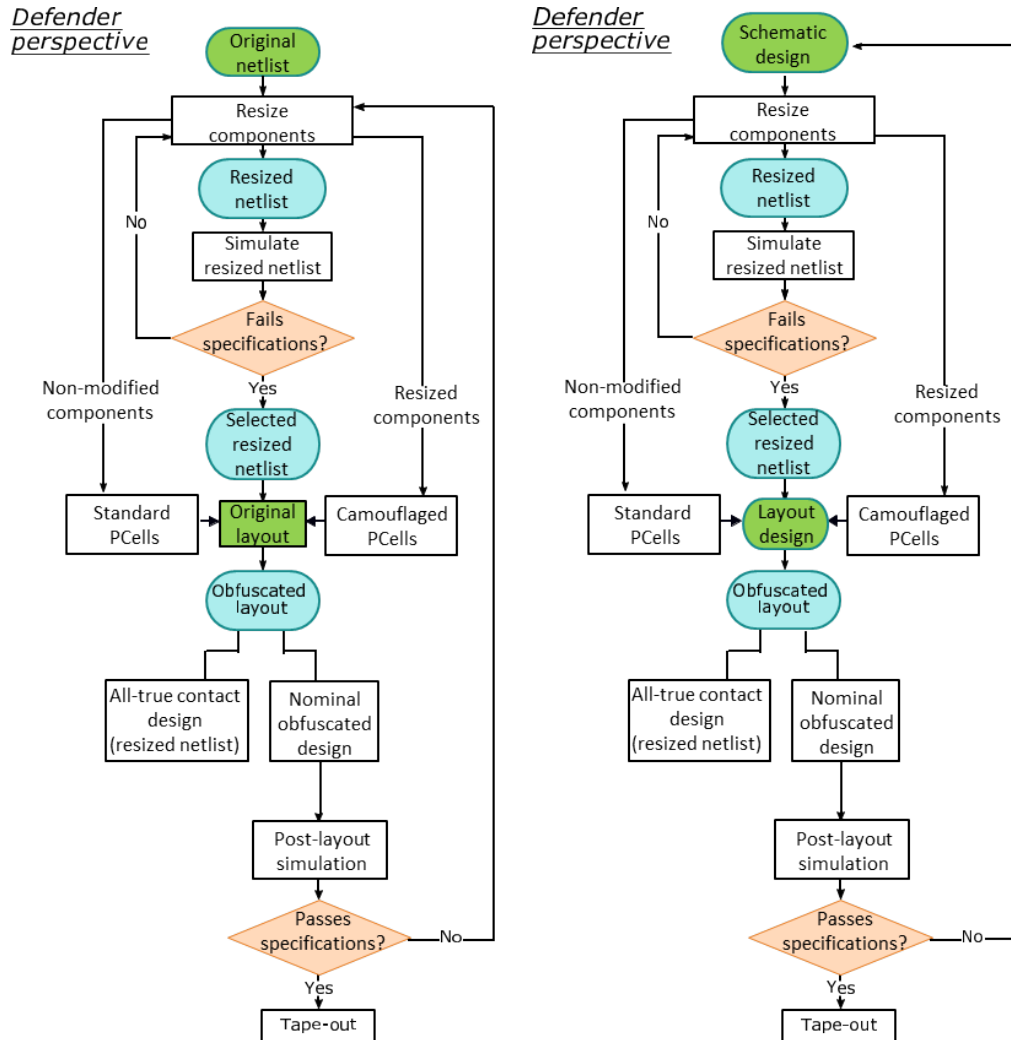 Defender
perspective
Original
netlist
Resize
components
Resized
netlist
No
Simulate
resized netlist
Fails
specifications?
Yes
Non-modified
components
Resized
components
Selected
resized
netlist
Standard
PCells
Original
layout
Camouflaged
PCells
Obfuscated
layout
All-true contact
design
(resized netlist)
Nominal
obfuscated
design
Post-layout
simulation
Passes
specifications?
No
Yes
Tape-out
Defender
perspective
Schematic
design
Resize
components
Resized
netlist
No
Simulate
resized netlist
Fails
specifications?
Yes
Non-modified
components
Resized
components
Selected
resized
netlist
Standard
PCells
Layout
design
Camouflaged
PCells
Obfuscated
layout
All-true contact
design
(resized netlist)
Nominal
obfuscated
design
Post-layout
simulation
Passes
specifications?
No
Yes
Tape-out